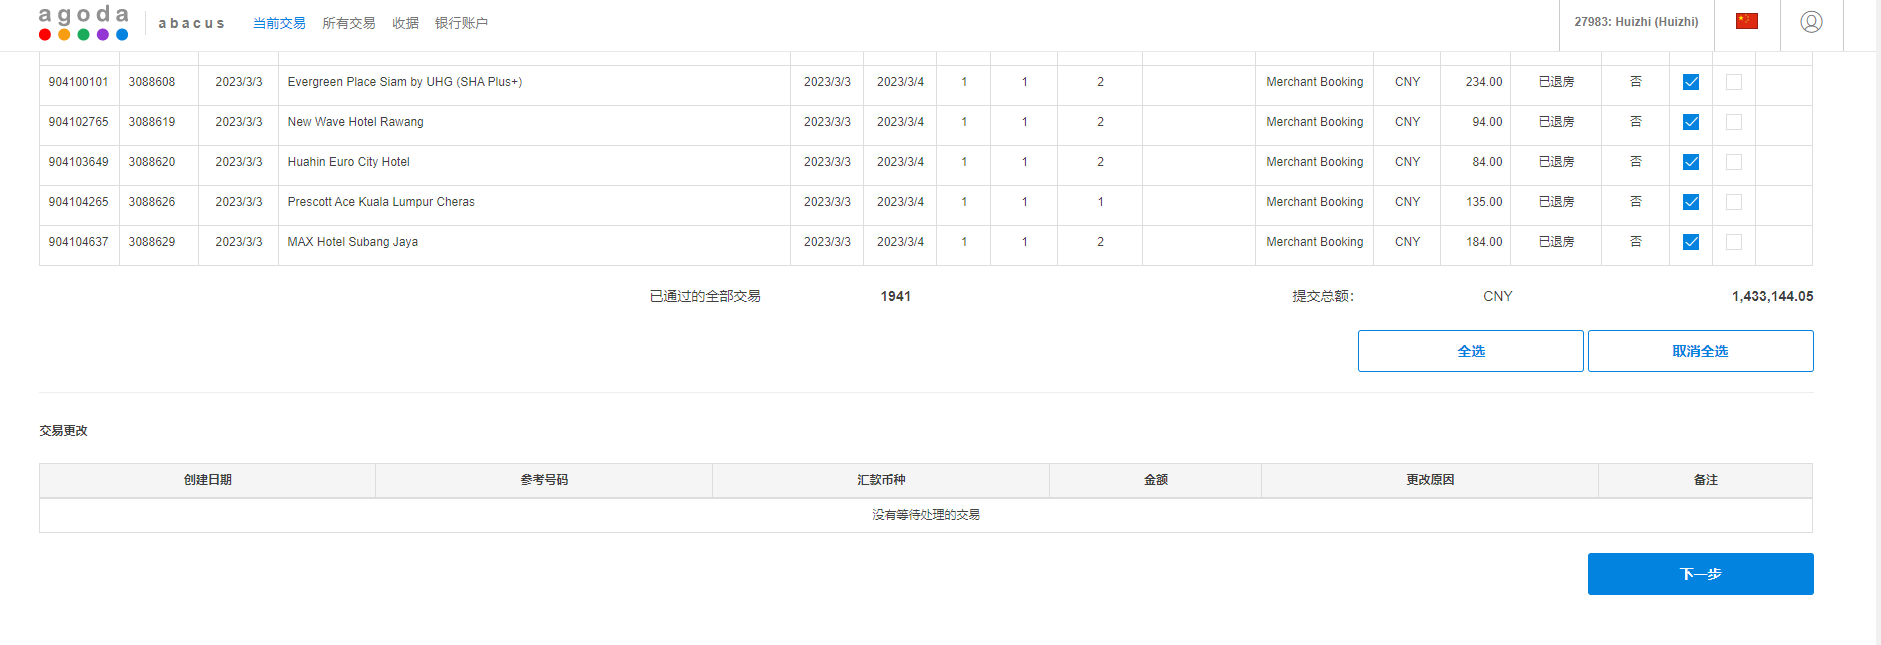 agoda abacus 当前交易 所有交易 收据 银行账户 27983: Huizhi (Huizhi)
904100101 3088608 2023/3/3 Evergreen Place Siam by UHG (SHA Plus+) 2023/3/3 2023/3/4 1 1 2 Merchant Booking CNY 234.00 已退房 否
904102765 3088619 2023/3/3 New Wave Hotel Rawang 2023/3/3 2023/3/4 1 1 2 Merchant Booking CNY 94.00 已退房 否
904103649 3088620 2023/3/3 Huahin Euro City Hotel 2023/3/3 2023/3/4 1 1 2 Merchant Booking CNY 84.00 已退房 否
904104265 3088626 2023/3/3 Prescott Ace Kuala Lumpur Cheras 2023/3/3 2023/3/4 1 1 1 Merchant Booking CNY 135.00 已退房 否
904104637 3088629 2023/3/3 MAX Hotel Subang Jaya 2023/3/3 2023/3/4 1 1 2 Merchant Booking CNY 184.00 已退房 否
已通过的全部交易 1941 提交总额: CNY 1,433,144.05
全选 取消全选
交易更改
创建日期 参考号码 汇款币种 金额 更改原因 备注
没有等待处理的交易
下一步